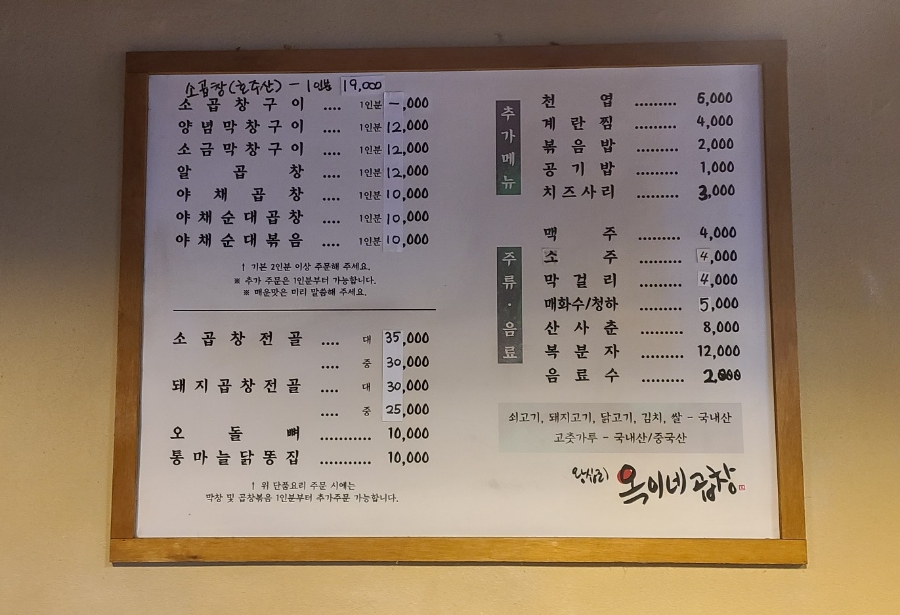 소곱창(호주산) - 1인분 19,000
소곱창구이 .... 1인분 -,000
양념막창구이 .... 1인분 12,000
소금막창구이 .... 1인분 12,000
알곱창 .... 1인분 12,000
야채곱창 .... 1인분 10,000
야채순대곱창 .... 1인분 10,000
야채순대볶음 .... 1인분 10,000
↑ 기본 2인분 이상 주문해 주세요.
※ 추가 주문은 1인분부터 가능합니다.
※ 매운맛은 미리 말씀해 주세요.
소곱창전골 .... 대 35,000
.... 중 30,000
돼지곱창전골 .... 대 30,000
.... 중 25,000
오돌뼈 ........... 10,000
통마늘닭똥집 ........... 10,000
↑ 위 단품요리 주문 시에는
막창 및 곱창볶음 1인분부터 추가주문 가능합니다.
추가메뉴
천엽 ......... 6,000
계란찜 ......... 4,000
볶음밥 ......... 2,000
공기밥 ......... 1,000
치즈사리 ......... 3,000
주류·음료
맥주 ......... 4,000
소주 ......... 4,000
막걸리 ......... 4,000
매화수/청하 ......... 5,000
산사춘 ......... 8,000
복분자 ......... 12,000
음료수 ......... 2,000
쇠고기, 돼지고기, 닭고기, 김치, 쌀 - 국내산
고춧가루 - 국내산/중국산
왕십리 옥이네곱창